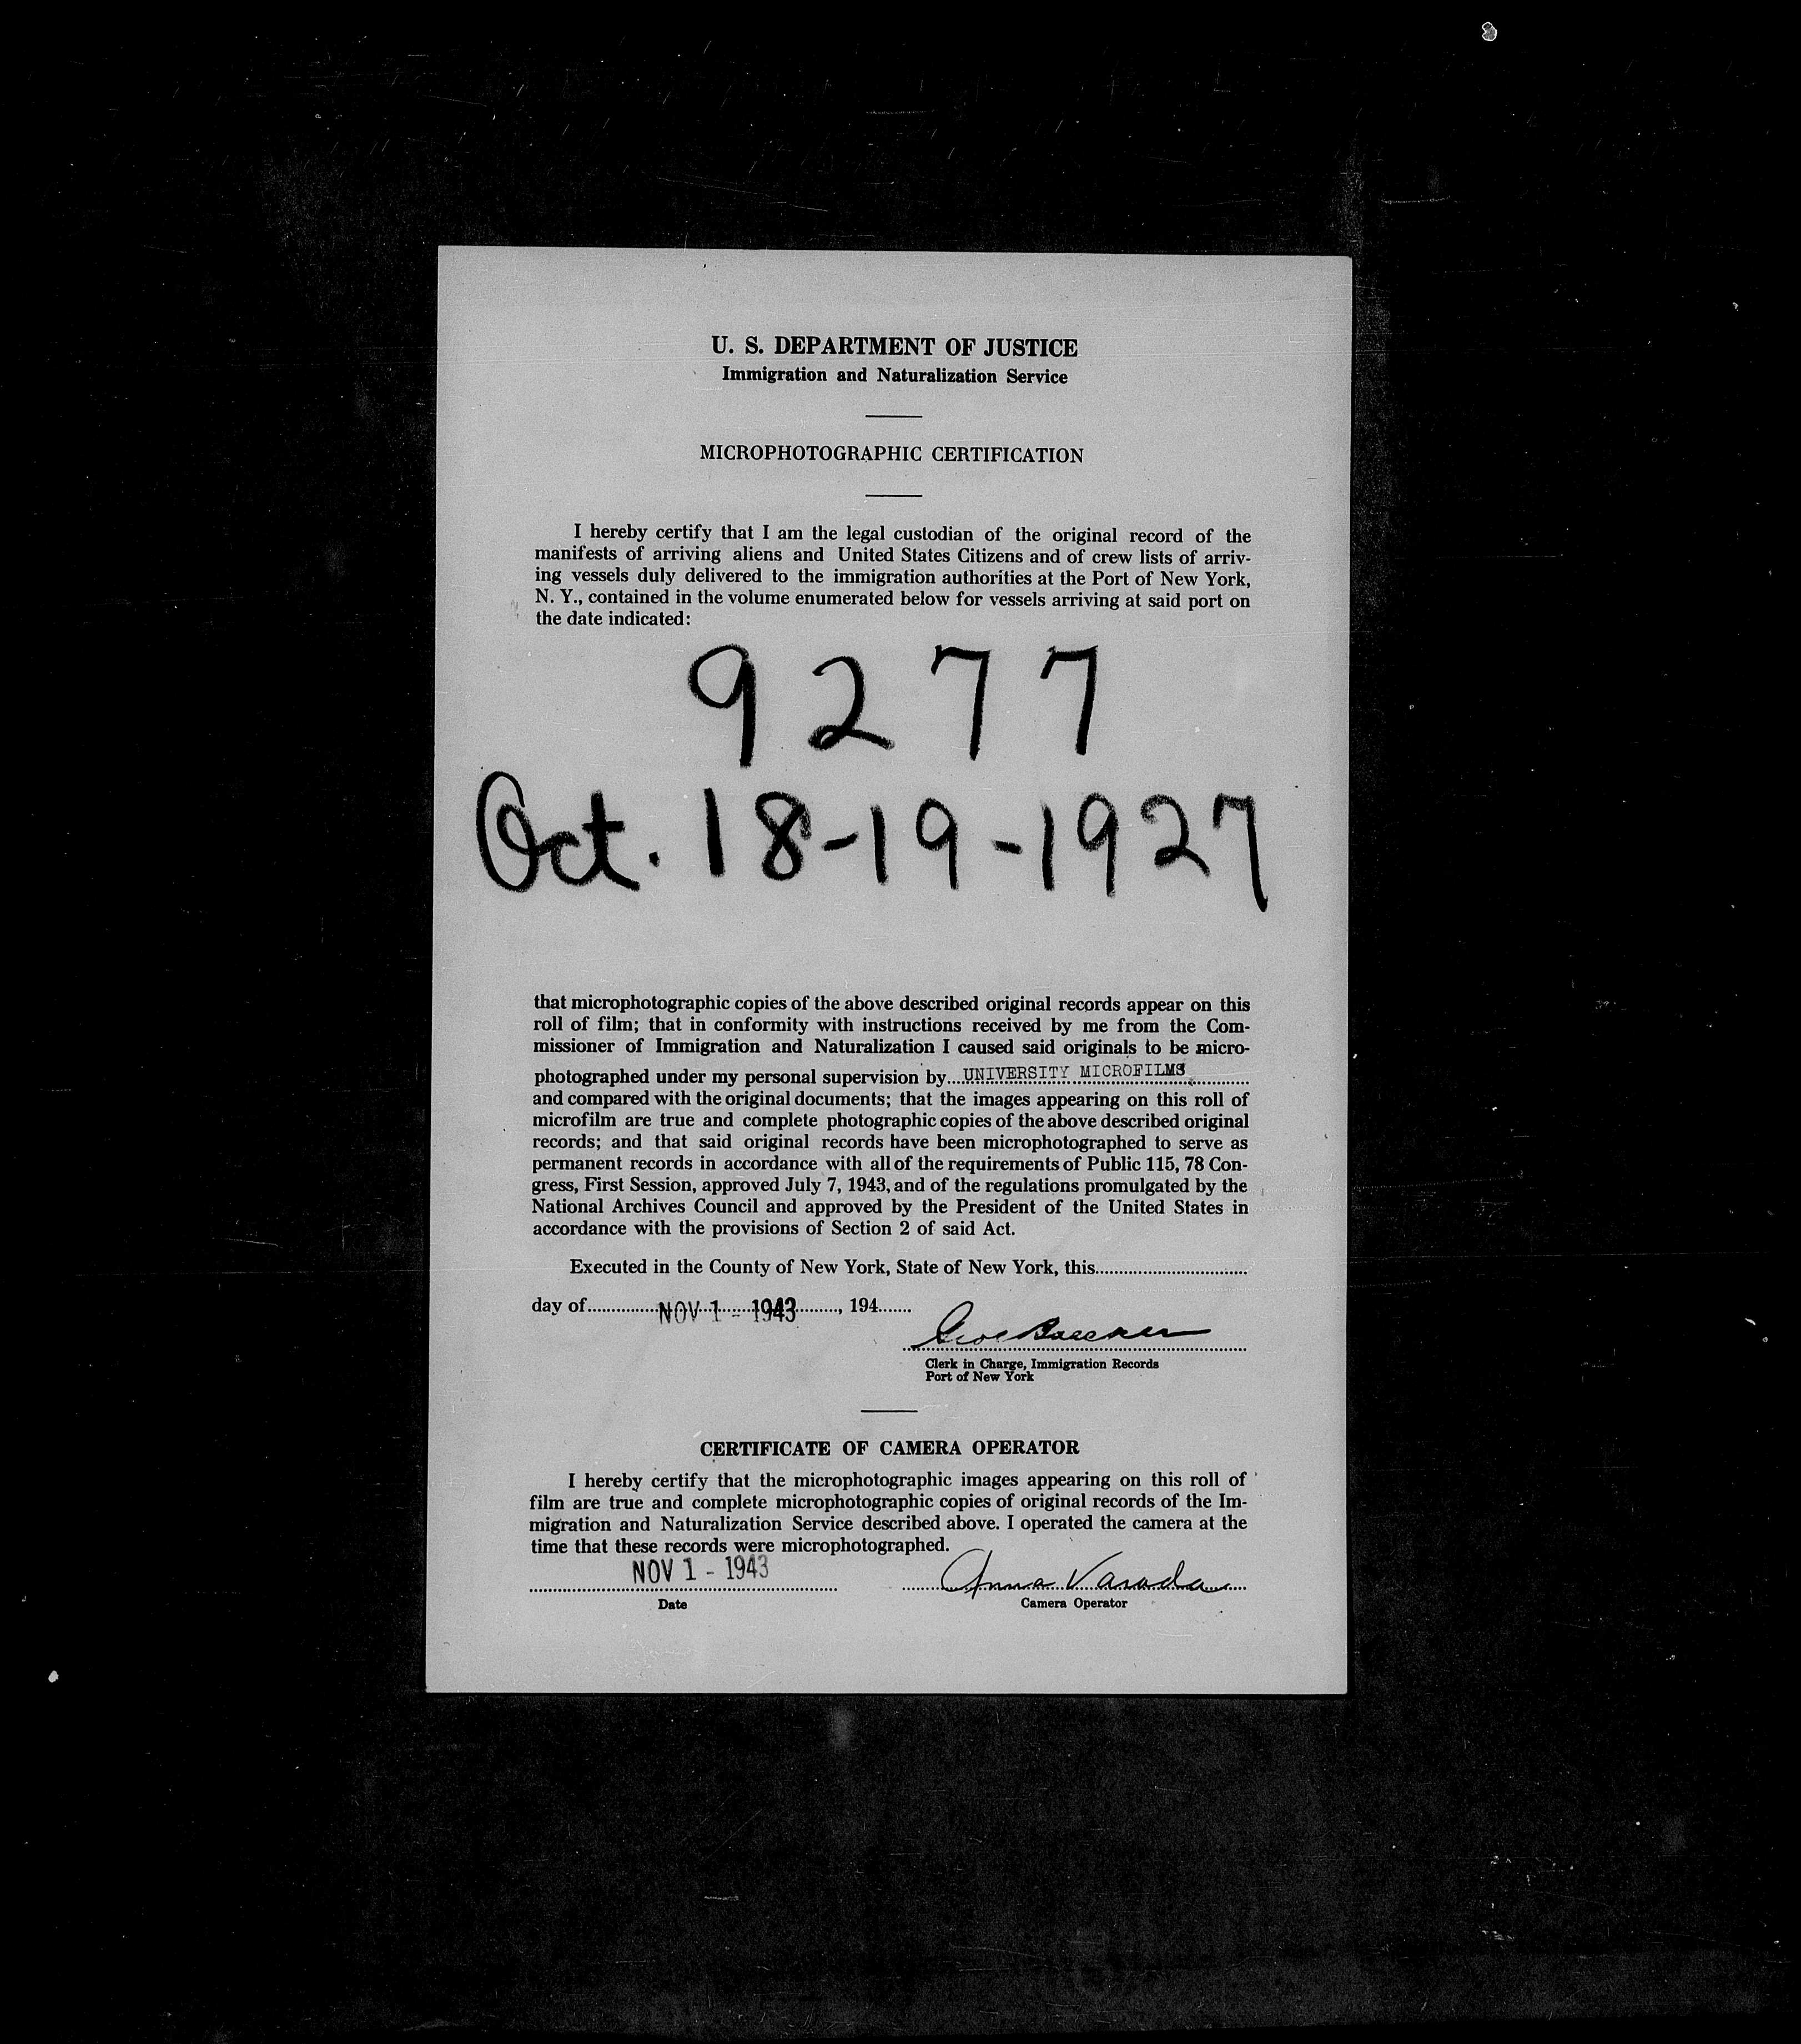 U. S. DEPARTMENT OF JUSTICE
Immigration and Naturalization Service
MICROPHOTOGRAPHIC CERTIFICATION
I hereby certify that I am the legal custodian of the original record of the
manifests of arriving aliens and United States Citizens and of crew lists of arriv-
ing vessels duly delivered to the immigration authorities at the Port of New York,
N. Y., contained in the volume enumerated below for vessels arriving at said port on
the date indicated:
9277
Oct. 18-19-1927
that microphotographic copies of the above described original records appear on this
roll of film; that in conformity with instructions received by me from the Com-
missioner of Immigration and Naturalization I caused said originals to be micro-
photographed under my personal supervision by UNIVERSITY MICROFILMS
and compared with the original documents; that the images appearing on this roll of
microfilm are true and complete photographic copies of the above described original
records; and that said original records have been microphotographed to serve as
permanent records in accordance with all of the requirements of Public 115, 78 Con-
gress, First Session, approved July 7, 1943, and of the regulations promulgated by the
National Archives Council and approved by the President of the United States in
accordance with the provisions of Section 2 of said Act.
Executed in the County of New York, State of New York, this
day of NOV 1 - 1943, 194
Clerk in Charge, Immigration Records
Port of New York
CERTIFICATE OF CAMERA OPERATOR
I hereby certify that the microphotographic images appearing on this roll of
film are true and complete microphotographic copies of original records of the Im-
migration and Naturalization Service described above. I operated the camera at the
time that these records were microphotographed.
NOV 1 - 1943 Anna Varada
Date Camera Operator